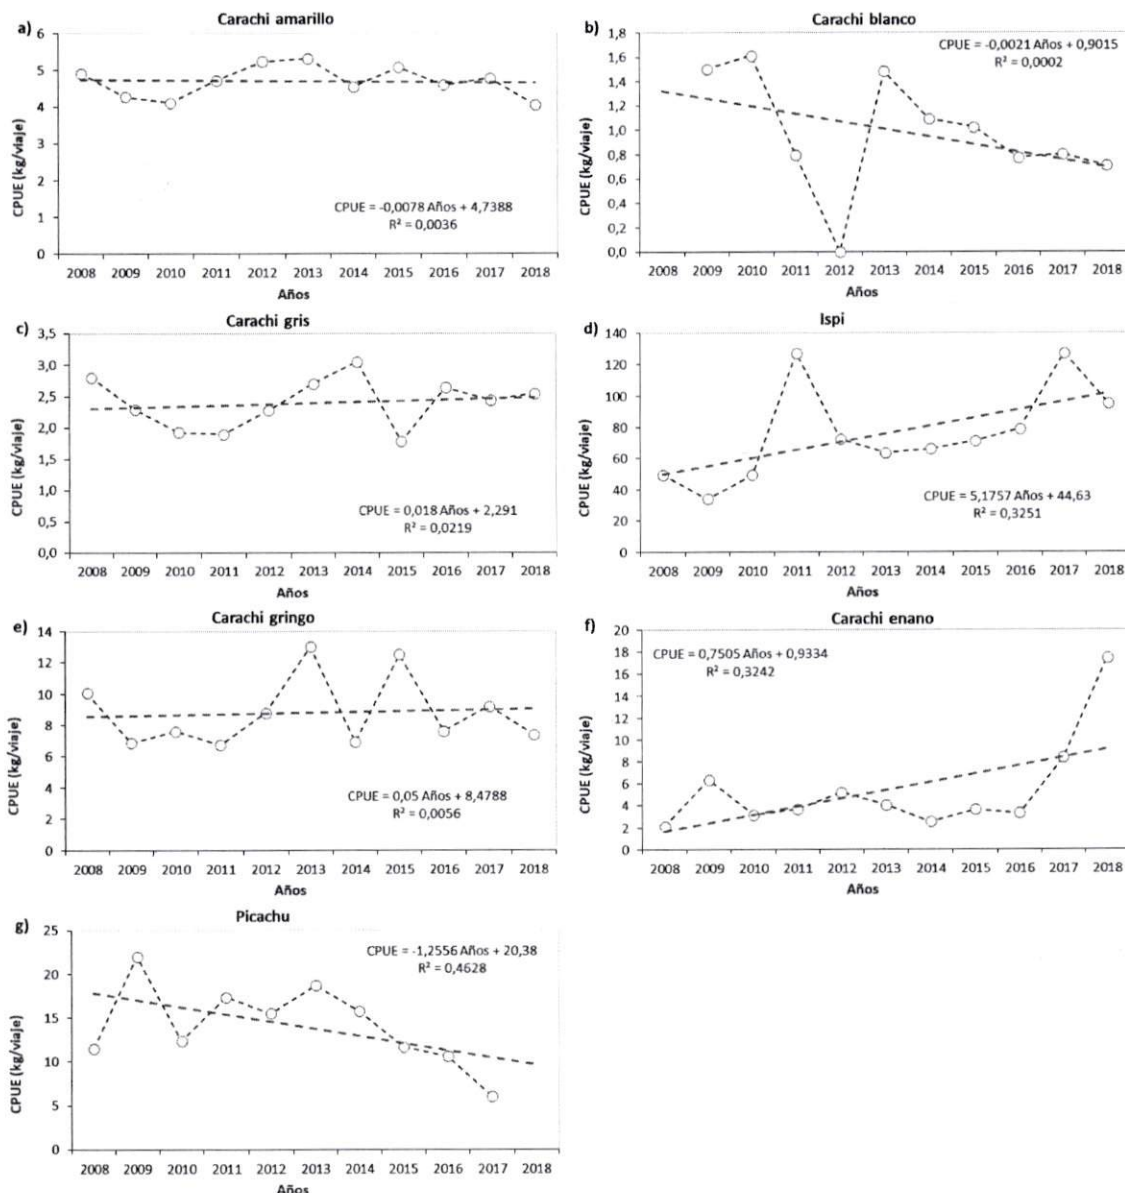 a)
Carachi amarillo
6
5
4
3
2
1
0
CPUE (kg/viaje)
CPUE = -0,0078 Años + 4,7388
R² = 0,0036
2008 2009 2010 2011 2012 2013 2014 2015 2016 2017 2018
Años
b)
Carachi blanco
1,8
1,6
1,4
1,2
1,0
0,8
0,6
0,4
0,2
0,0
CPUE (kg/viaje)
CPUE = -0,0021 Años + 0,9015
R² = 0,0002
2008 2009 2010 2011 2012 2013 2014 2015 2016 2017 2018
Años
c)
Carachi gris
3,5
3,0
2,5
2,0
1,5
1,0
0,5
0,0
CPUE (kg/viaje)
CPUE = 0,018 Años + 2,291
R² = 0,0219
2008 2009 2010 2011 2012 2013 2014 2015 2016 2017 2018
Años
d)
Ispi
140
120
100
80
60
40
20
0
CPUE (kg/viaje)
CPUE = 5,1757 Años + 44,63
R² = 0,3251
2008 2009 2010 2011 2012 2013 2014 2015 2016 2017 2018
Años
e)
Carachi gringo
14
12
10
8
6
4
2
0
CPUE (kg/viaje)
CPUE = 0,05 Años + 8,4788
R² = 0,0056
2008 2009 2010 2011 2012 2013 2014 2015 2016 2017 2018
Años
f)
Carachi enano
20
18
16
14
12
10
8
6
4
2
0
CPUE (kg/viaje)
CPUE = 0,7505 Años + 0,9334
R² = 0,3242
2008 2009 2010 2011 2012 2013 2014 2015 2016 2017 2018
Años
g)
Picachu
25
20
15
10
5
0
CPUE (kg/viaje)
CPUE = -1,2556 Años + 20,38
R² = 0,4628
2008 2009 2010 2011 2012 2013 2014 2015 2016 2017 2018
Años